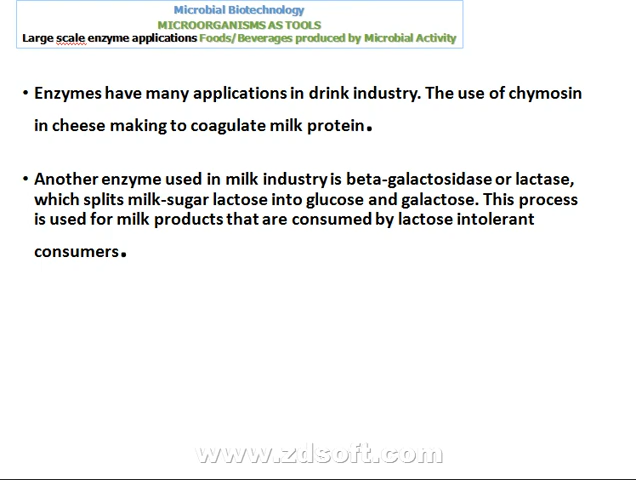 Microbial Biotechnology
MICROORGANISMS AS TOOLS
Large scale enzyme applications Foods/Beverages produced by Microbial Activity
• Enzymes have many applications in drink industry. The use of chymosin
in cheese making to coagulate milk protein.
• Another enzyme used in milk industry is beta-galactosidase or lactase,
which splits milk-sugar lactose into glucose and galactose. This process
is used for milk products that are consumed by lactose intolerant
consumers.
www.zdsoft.com